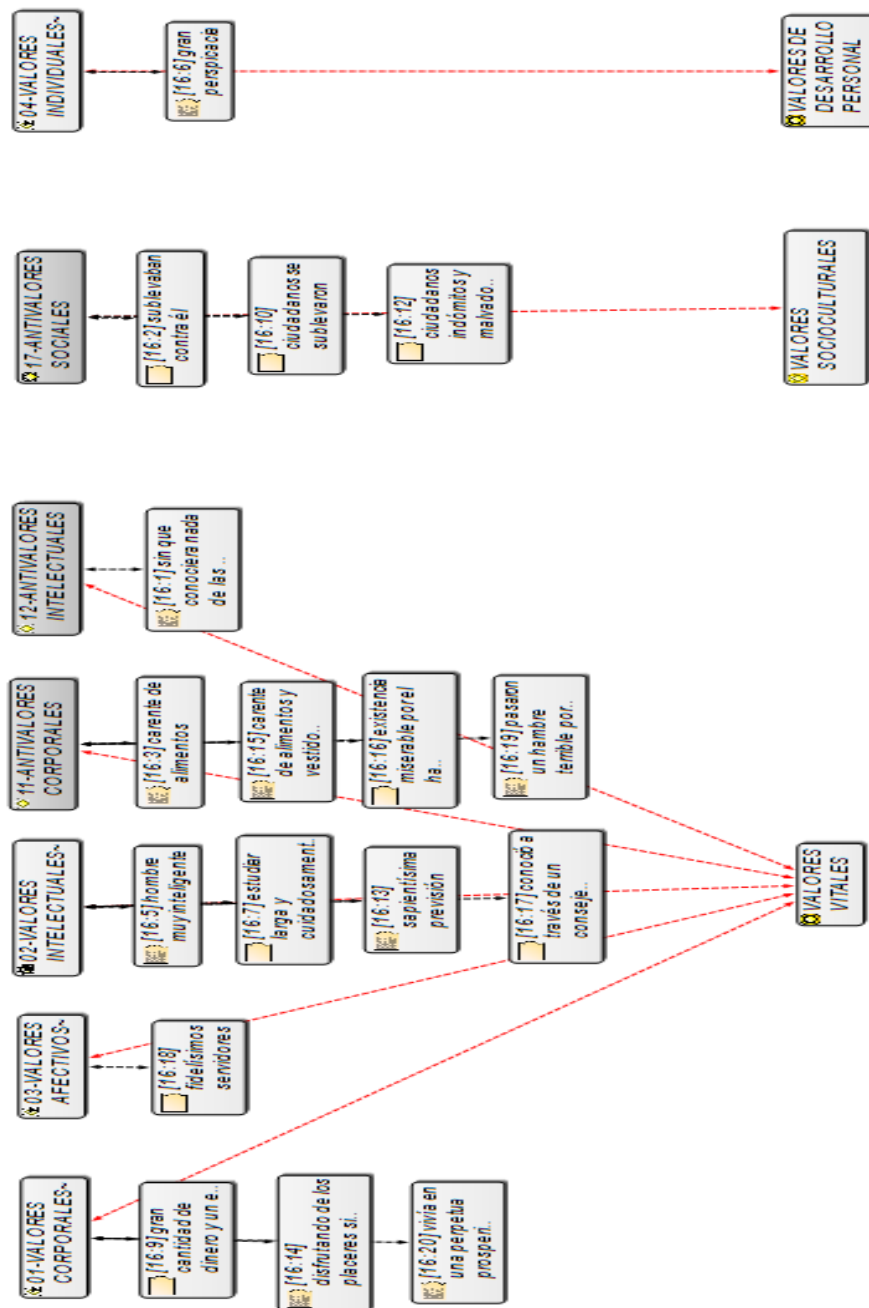 01-VALORES
CORPORALES~
[16:9]gran
cantidad de
dinero y un e..
[16:14]
disfrutando de los
placeres si..
[16:20]vivía en
una perpetua
prosperi..
03-VALORES
AFECTIVOS~
[16:18]
fidelísimos
servidores
02-VALORES
INTELECTUALES~
[16:5]hombre
muy inteligente
[16:7]estudiar
larga y
cuidadosament..
[16:13]
sapientísima
previsión
[16:17]conoció a
través de un
conseje...
11-ANTIVALORES
CORPORALES
[16:3]carente de
alimentos
[16:15]carente
de alimentos y
vestido..
[16:16]existencia
miserable por el
ha..
[16:19]pasaron
un hambre
terrible por..
12-ANTIVALORES
INTELECTUALES
[16:1]sin que
conociera nada
de las ..
VALORES
VITALES
17-ANTIVALORES
SOCIALES
[16:2]sublevaban
contra él
[16:10]
ciudadanos se
sublevaron
[16:12]
ciudadanos
indómitos y
malvado..
VALORES
SOCIOCULTURALES
04-VALORES
INDIVIDUALES~
[16:6]gran
perspicacia
VALORES DE
DESARROLLO
PERSONAL